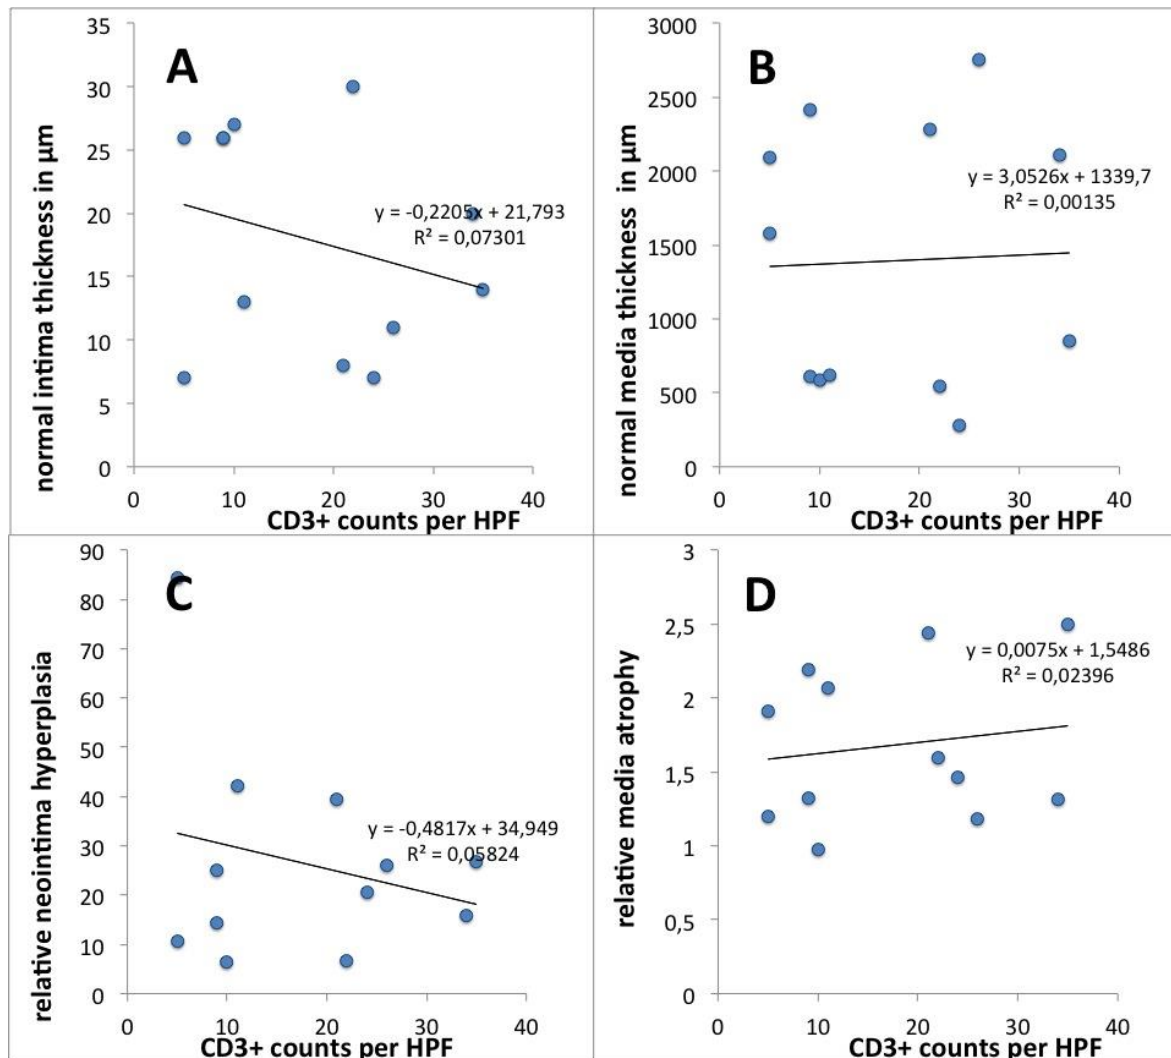 A
normal intima thickness in µm
35
30
25
20
15
10
5
0
y = -0,2205x + 21,793
R² = 0,07301
0 10 20 30 40
CD3+ counts per HPF
B
normal media thickness in µm
3000
2500
2000
1500
1000
500
0
y = 3,0526x + 1339,7
R² = 0,00135
0 10 20 30 40
CD3+ counts per HPF
C
relative neointima hyperplasia
90
80
70
60
50
40
30
20
10
0
y = -0,4817x + 34,949
R² = 0,05824
0 10 20 30 40
CD3+ counts per HPF
D
relative media atrophy
3
2,5
2
1,5
1
0,5
0
y = 0,0075x + 1,5486
R² = 0,02396
0 10 20 30 40
CD3+ counts per HPF